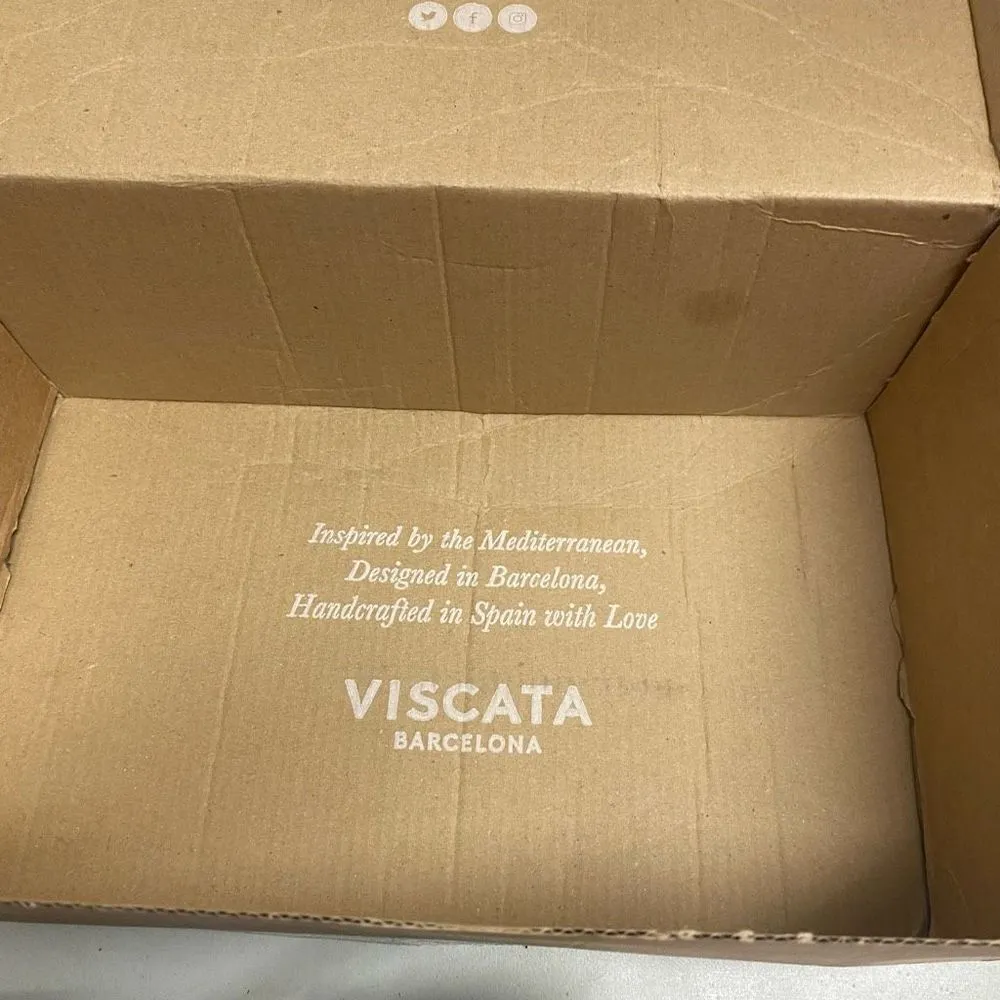 Inspired by the Mediterranean,
Designed in Barcelona,
Handcrafted in Spain with Love
VISCATA
BARCELONA